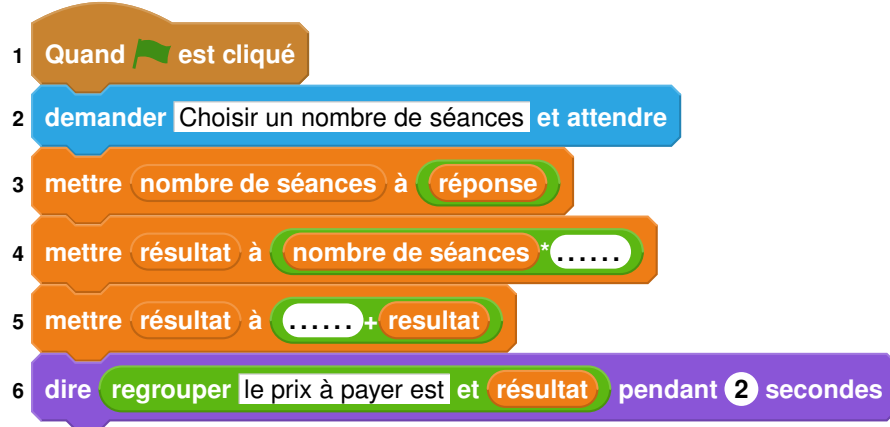 1 Quand est cliqué
2 demander Choisir un nombre de séances et attendre
3 mettre nombre de séances à réponse
4 mettre résultat à nombre de séances * ......
5 mettre résultat à ...... + resultat
6 dire regrouper le prix à payer est et résultat pendant 2 secondes